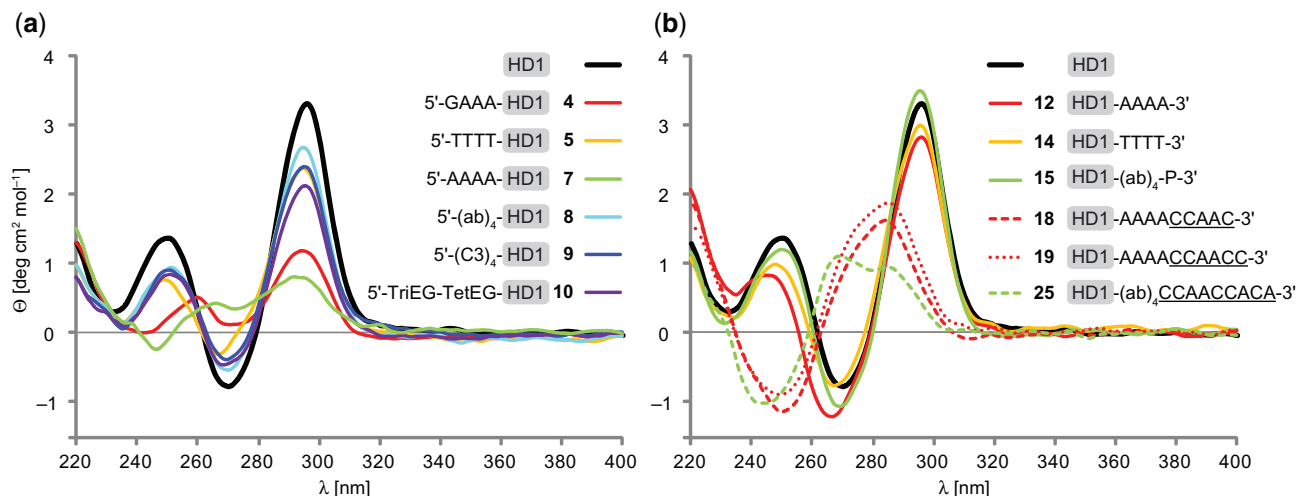 (a)
Θ [deg cm² mol⁻¹]
4
3
2
1
0
–1
220 240 260 280 300 320 340 360 380 400
λ [nm]
HD1
5'-GAAA-HD1 4
5'-TTTT-HD1 5
5'-AAAA-HD1 7
5'-(ab)₄-HD1 8
5'-(C3)₄-HD1 9
5'-TriEG-TetEG-HD1 10
(b)
4
3
2
1
0
–1
220 240 260 280 300 320 340 360 380 400
λ [nm]
HD1
12 HD1-AAAA-3'
14 HD1-TTTT-3'
15 HD1-(ab)₄-P-3'
18 HD1-AAAACCAAC-3'
19 HD1-AAAACCAACC-3'
25 HD1-(ab)₄CCAACCACA-3'